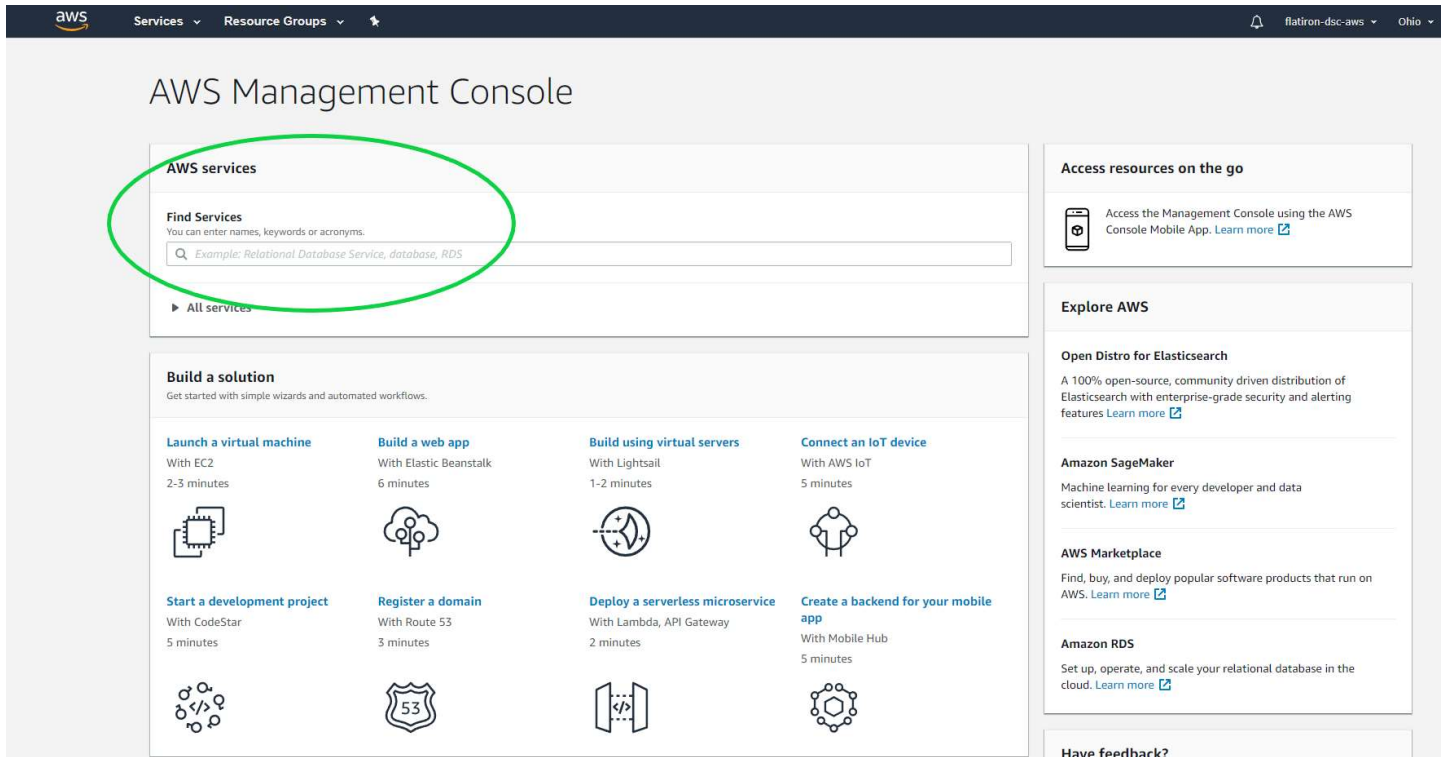 aws Services Resource Groups flatiron-dsc-aws Ohio
AWS Management Console
AWS services
Find Services
You can enter names, keywords or acronyms.
Example: Relational Database Service, database, RDS
All services
Build a solution
Get started with simple wizards and automated workflows.
Launch a virtual machine
With EC2
2-3 minutes
Build a web app
With Elastic Beanstalk
6 minutes
Build using virtual servers
With Lightsail
1-2 minutes
Connect an IoT device
With AWS IoT
5 minutes
Start a development project
With CodeStar
5 minutes
Register a domain
With Route 53
3 minutes
53
Deploy a serverless microservice
With Lambda, API Gateway
2 minutes
</>
Create a backend for your mobile
app
With Mobile Hub
5 minutes
</>
Access resources on the go
Access the Management Console using the AWS
Console Mobile App. Learn more
Explore AWS
Open Distro for Elasticsearch
A 100% open-source, community driven distribution of
Elasticsearch with enterprise-grade security and alerting
features Learn more
Amazon SageMaker
Machine learning for every developer and data
scientist. Learn more
AWS Marketplace
Find, buy, and deploy popular software products that run on
AWS. Learn more
Amazon RDS
Set up, operate, and scale your relational database in the
cloud. Learn more
Have feedback?